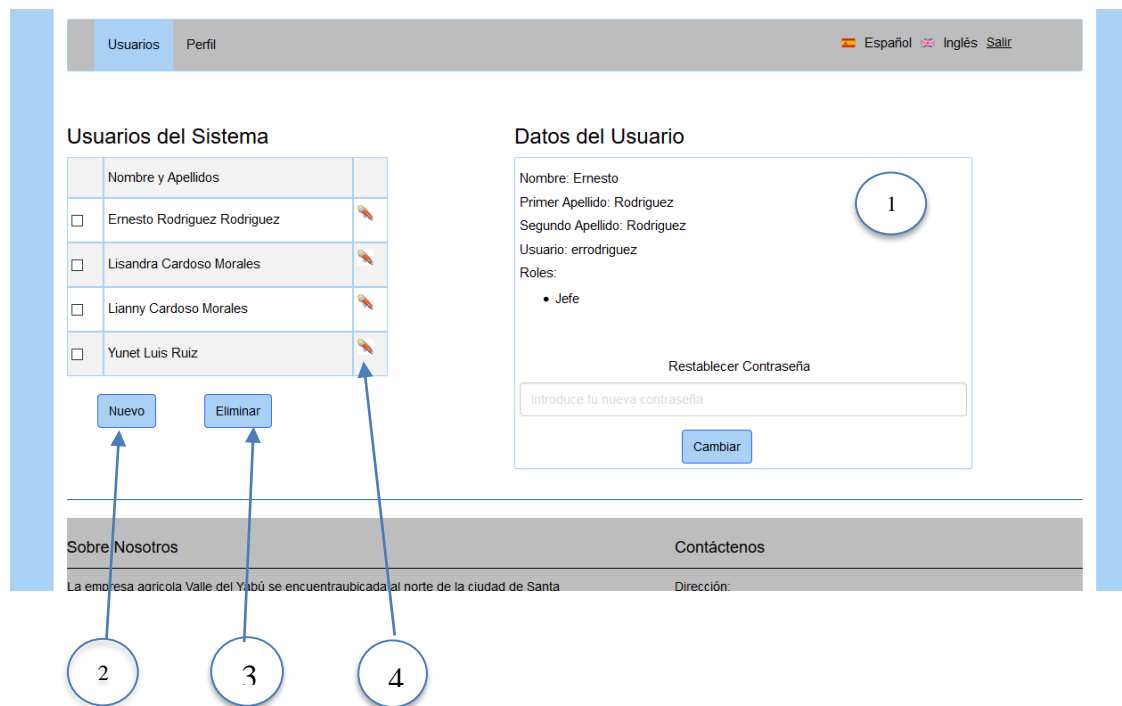 Usuarios Perfil Español Inglés Salir
Usuarios del Sistema
Nombre y Apellidos
Ernesto Rodriguez Rodriguez
Lisandra Cardoso Morales
Lianny Cardoso Morales
Yunet Luis Ruiz
Nuevo Eliminar
Datos del Usuario
Nombre: Ernesto
Primer Apellido: Rodriguez
Segundo Apellido: Rodriguez
Usuario: errodriguez
Roles:
• Jefe
1
Restablecer Contraseña
Introduce tu nueva contraseña
Cambiar
Sobre Nosotros
La empresa agricola Valle del Yabú se encuentraubicada al norte de la ciudad de Santa
Contáctenos
Dirección:
2 3 4